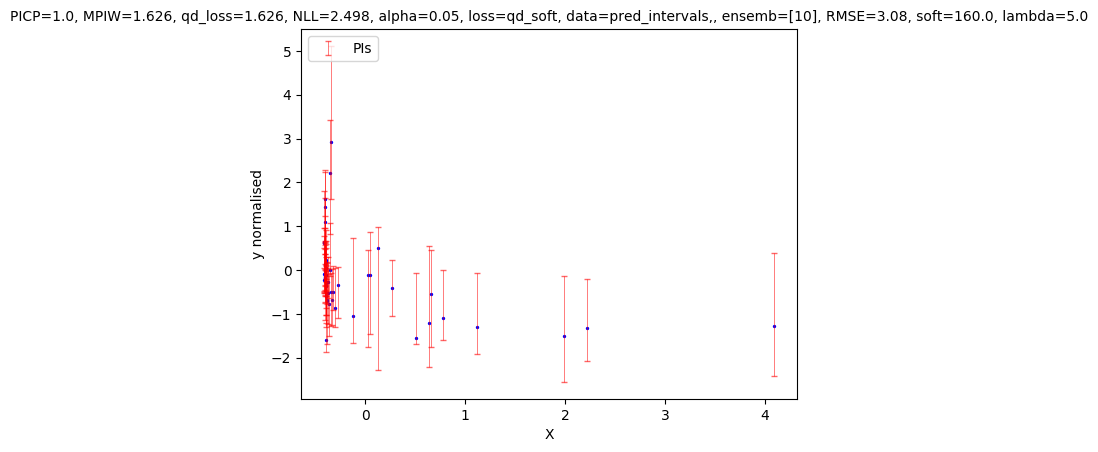 PICP=1.0, MPIW=1.626, qd_loss=1.626, NLL=2.498, alpha=0.05, loss=qd_soft, data=pred_intervals,, ensemb=[10], RMSE=3.08, soft=160.0, lambda=5.0
PIs
5
4
3
2
1
0
−1
−2
y normalised
0 1 2 3 4
X